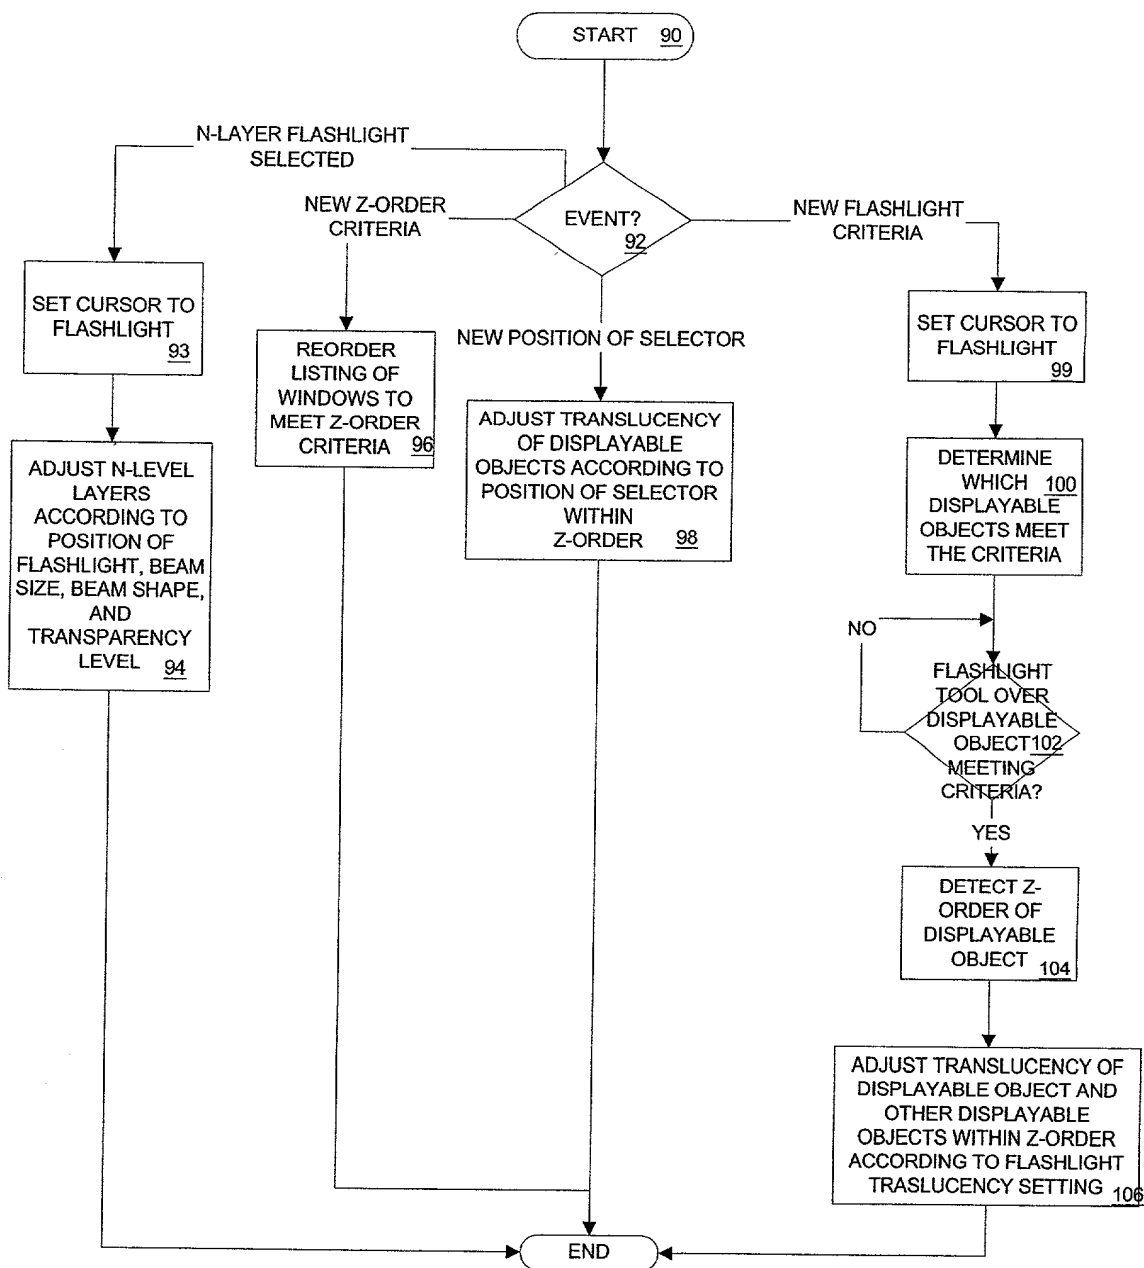 START 90
N-LAYER FLASHLIGHT
SELECTED
NEW Z-ORDER
CRITERIA
EVENT?
92
NEW FLASHLIGHT
CRITERIA
SET CURSOR TO
FLASHLIGHT
93
REORDER
LISTING OF
WINDOWS TO
MEET Z-ORDER
CRITERIA 96
NEW POSITION OF SELECTOR
SET CURSOR TO
FLASHLIGHT
99
ADJUST N-LEVEL
LAYERS
ACCORDING TO
POSITION OF
FLASHLIGHT, BEAM
SIZE, BEAM SHAPE,
AND
TRANSPARENCY
LEVEL 94
ADJUST TRANSLUCENCY
OF DISPLAYABLE
OBJECTS ACCORDING TO
POSITION OF SELECTOR
WITHIN
Z-ORDER 98
DETERMINE
WHICH 100
DISPLAYABLE
OBJECTS MEET
THE CRITERIA
NO
FLASHLIGHT
TOOL OVER
DISPLAYABLE
OBJECT 102
MEETING
CRITERIA?
YES
DETECT Z-
ORDER OF
DISPLAYABLE
OBJECT 104
ADJUST TRANSLUCENCY OF
DISPLAYABLE OBJECT AND
OTHER DISPLAYABLE
OBJECTS WITHIN Z-ORDER
ACCORDING TO FLASHLIGHT
TRASLUCENCY SETTING 106
END